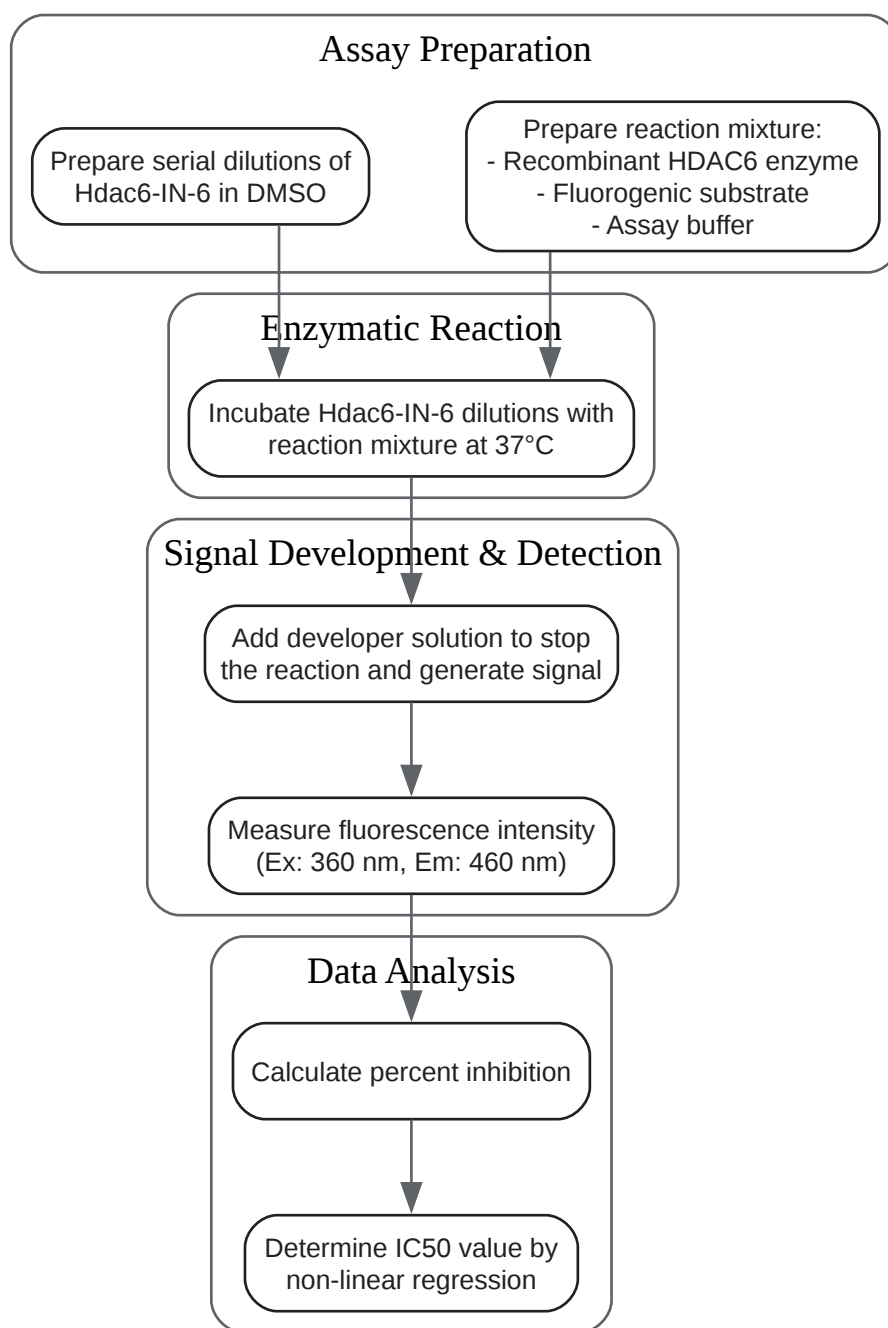 Assay Preparation
Prepare serial dilutions of
Hdac6-IN-6 in DMSO
Prepare reaction mixture:
- Recombinant HDAC6 enzyme
- Fluorogenic substrate
- Assay buffer
Enzymatic Reaction
Incubate Hdac6-IN-6 dilutions with
reaction mixture at 37°C
Signal Development & Detection
Add developer solution to stop
the reaction and generate signal
Measure fluorescence intensity
(Ex: 360 nm, Em: 460 nm)
Data Analysis
Calculate percent inhibition
Determine IC50 value by
non-linear regression